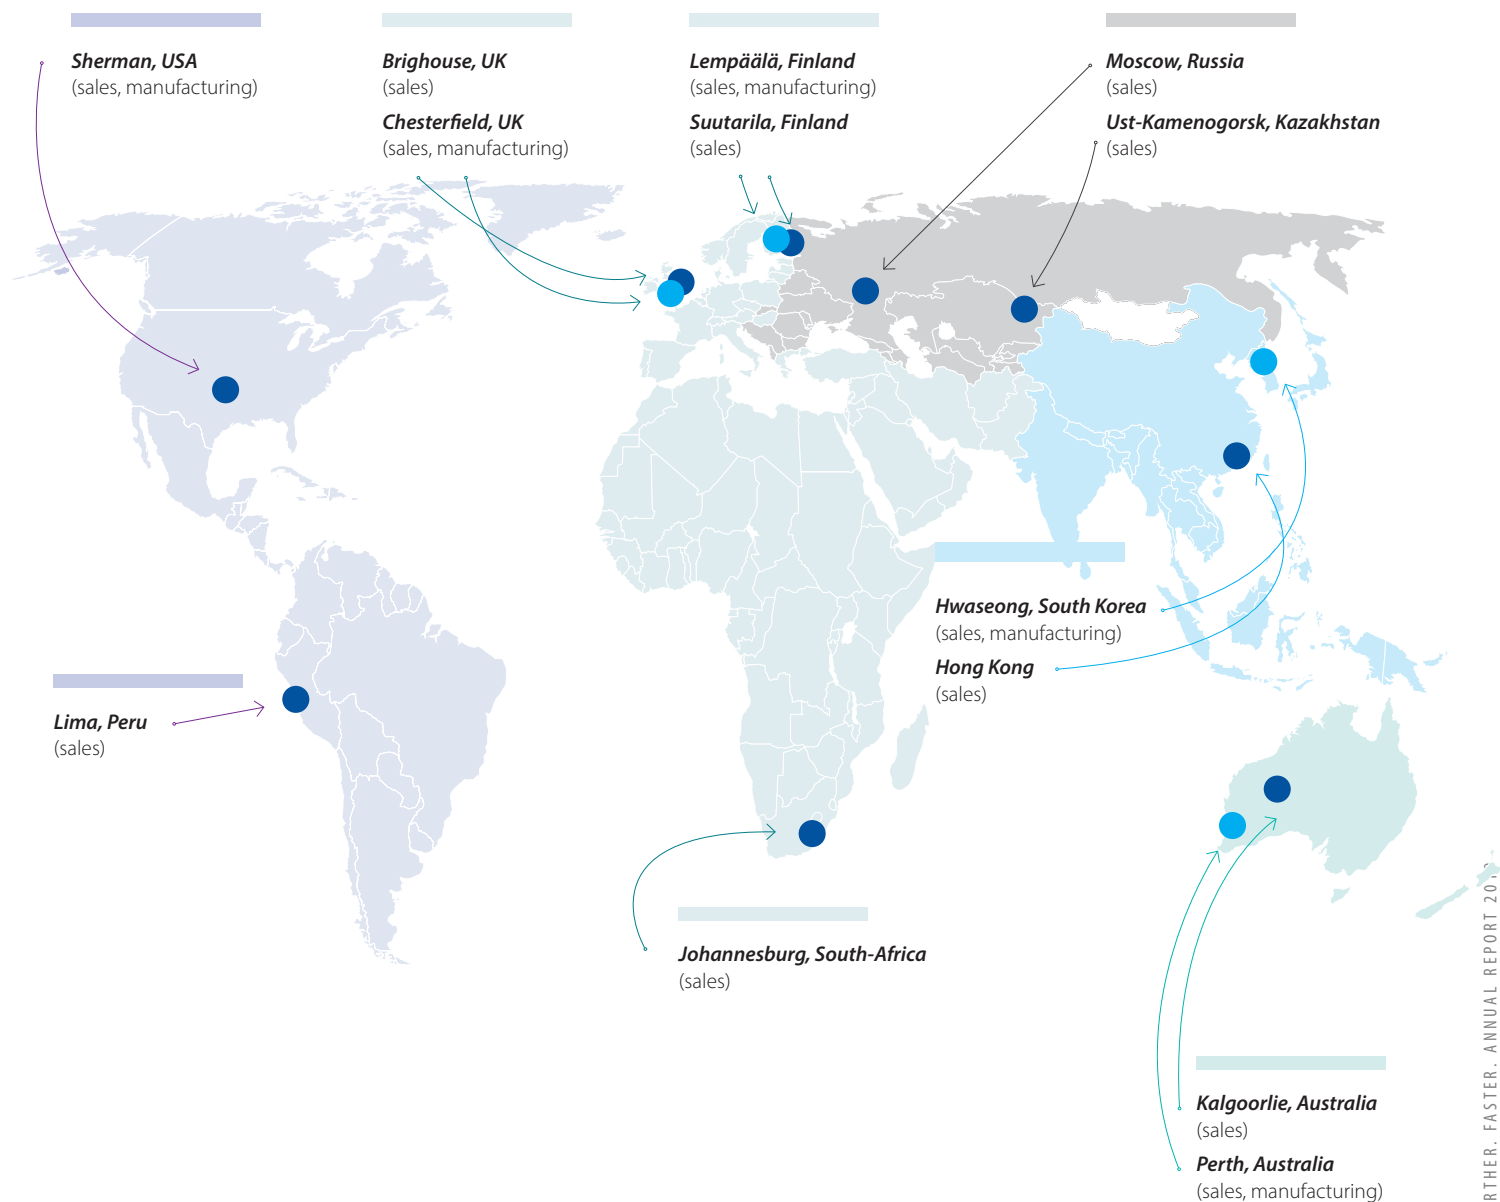 Sherman, USA
(sales, manufacturing)
Brighouse, UK
(sales)
Chesterfield, UK
(sales, manufacturing)
Lempäälä, Finland
(sales, manufacturing)
Suutarila, Finland
(sales)
Moscow, Russia
(sales)
Ust-Kamenogorsk, Kazakhstan
(sales)
Hwaseong, South Korea
(sales, manufacturing)
Hong Kong
(sales)
Lima, Peru
(sales)
Johannesburg, South-Africa
(sales)
Kalgoorlie, Australia
(sales)
Perth, Australia
(sales, manufacturing)
RTHER. FASTER. ANNUAL REPORT